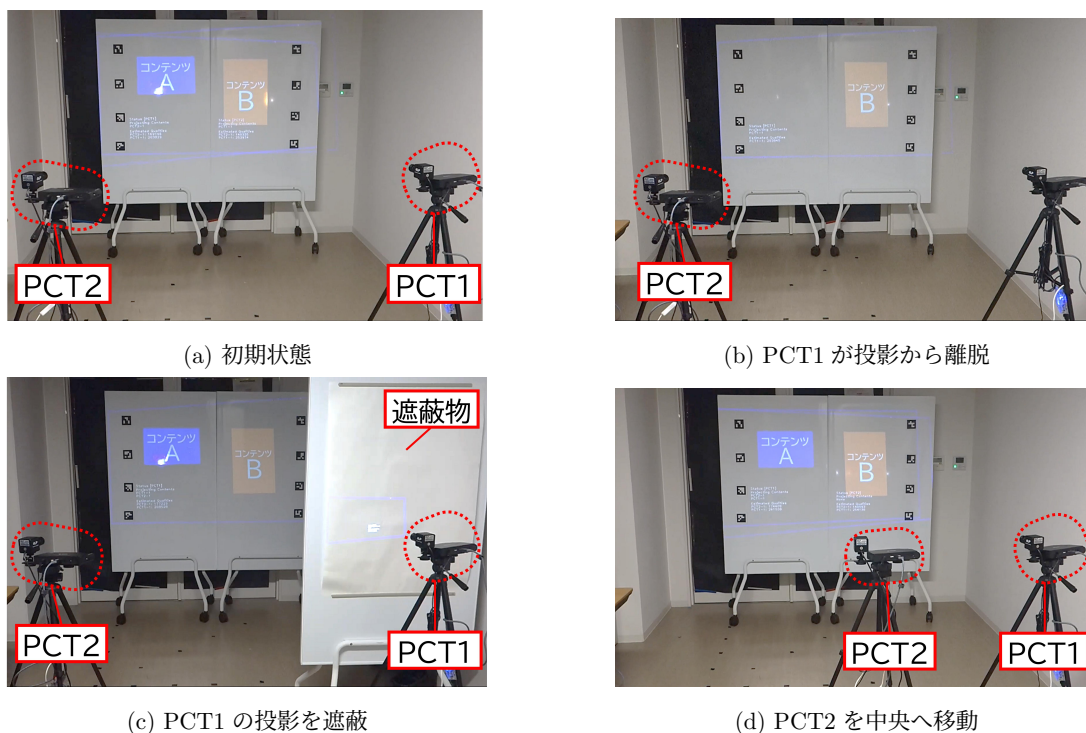 コンテンツ
A
コンテンツ
B
PCT2
PCT1
(a) 初期状態
コンテンツ
B
PCT2
(b) PCT1 が投影から離脱
遮蔽物
コンテンツ
A
コンテンツ
B
PCT2
PCT1
(c) PCT1 の投影を遮蔽
コンテンツ
A
コンテンツ
B
PCT2
PCT1
(d) PCT2 を中央へ移動